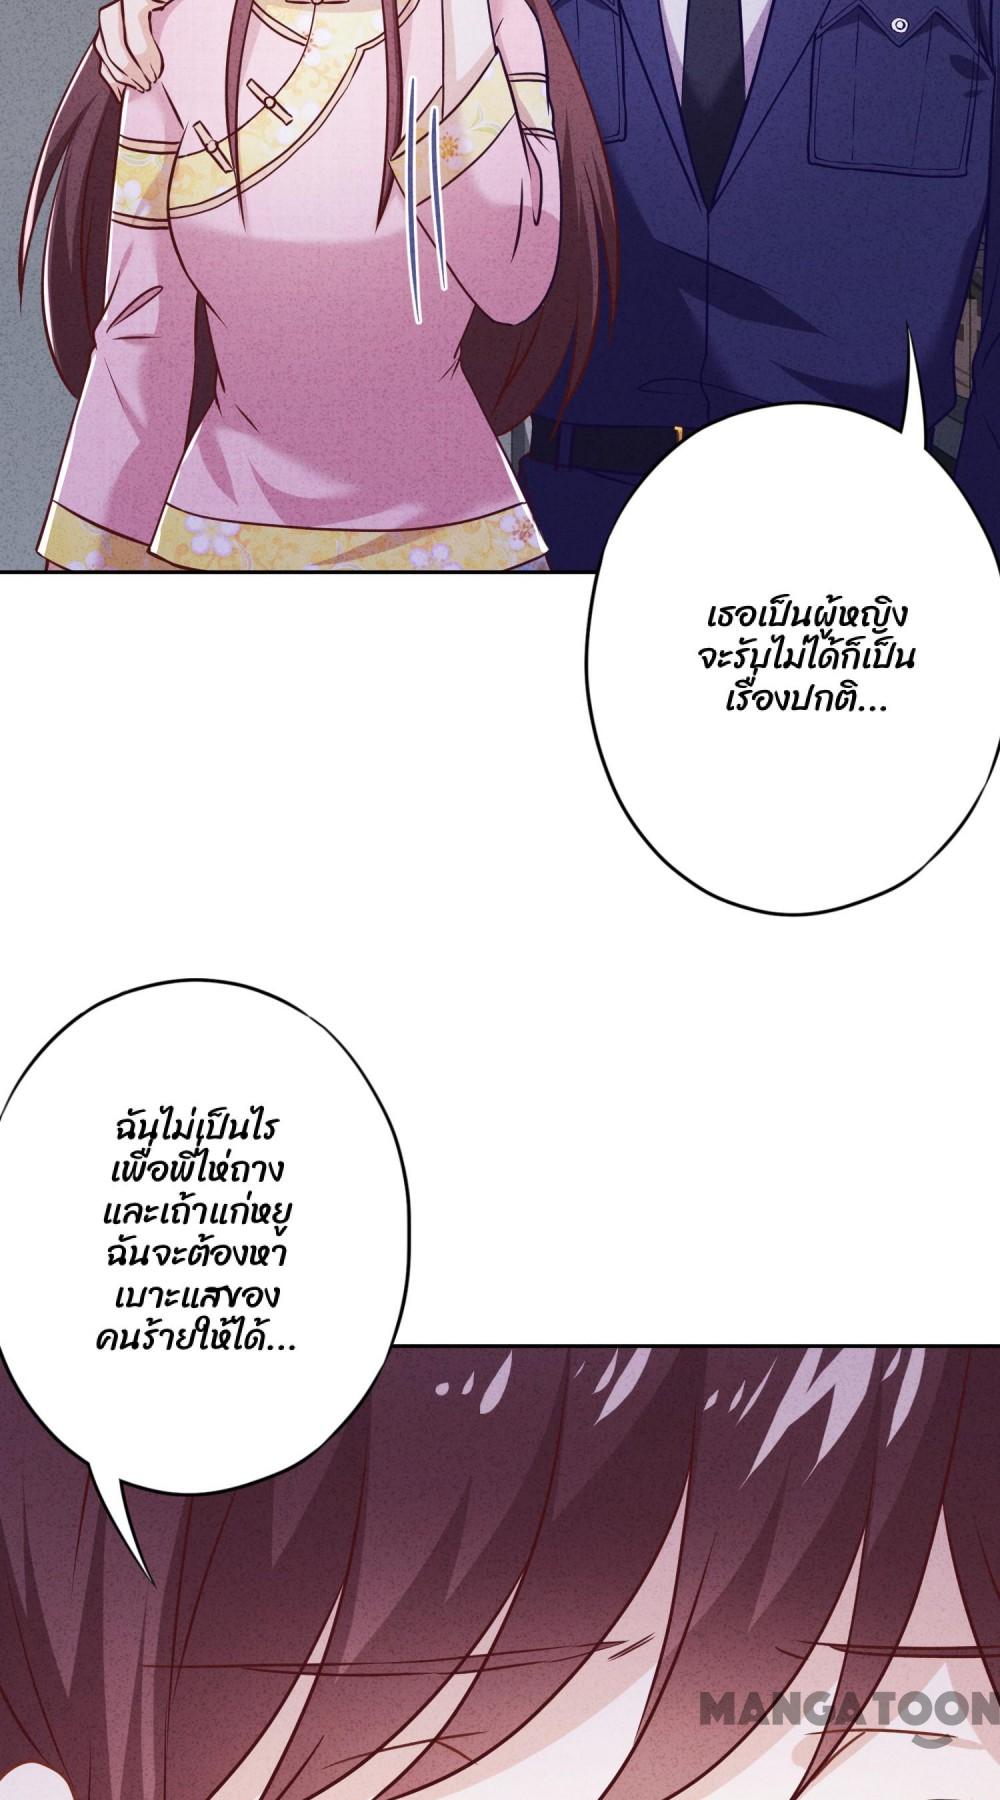 เธอเป็นผู้หญิง
จะรับไม่ได้ก็เป็น
เรื่องปกติ...
ฉันไม่เป็นไร
เพื่อพี่ไห่ถาง
และเถ้าแก่หยู
ฉันจะต้องหา
เบาะแสของ
คนร้ายให้ได้...
MANGATOON